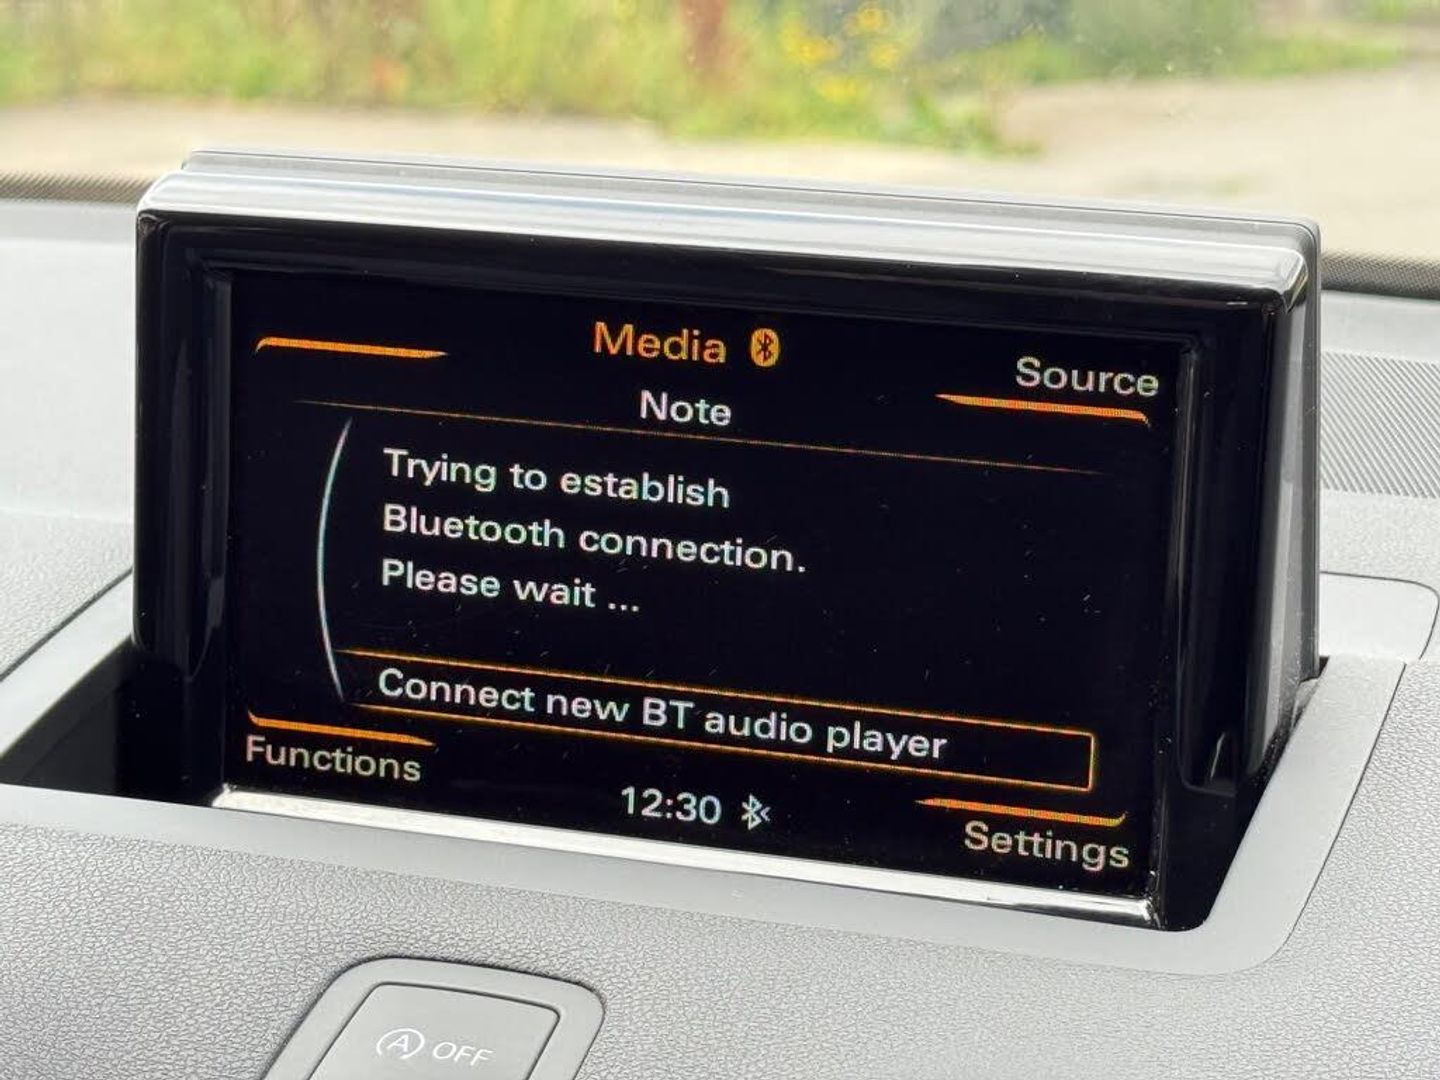 Media
Source
Note
Trying to establish
Bluetooth connection.
Please wait ...
Connect new BT audio player
Functions
12:30
Settings
A OFF